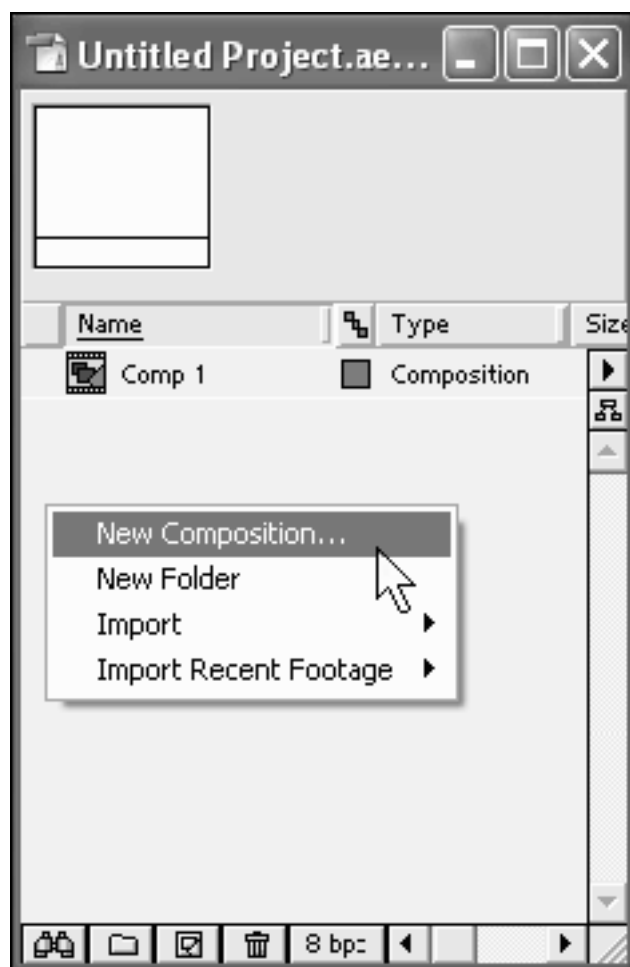 Untitled Project.ae...
Name Type Size
Comp 1 Composition
New Composition...
New Folder
Import
Import Recent Footage
8 bpc